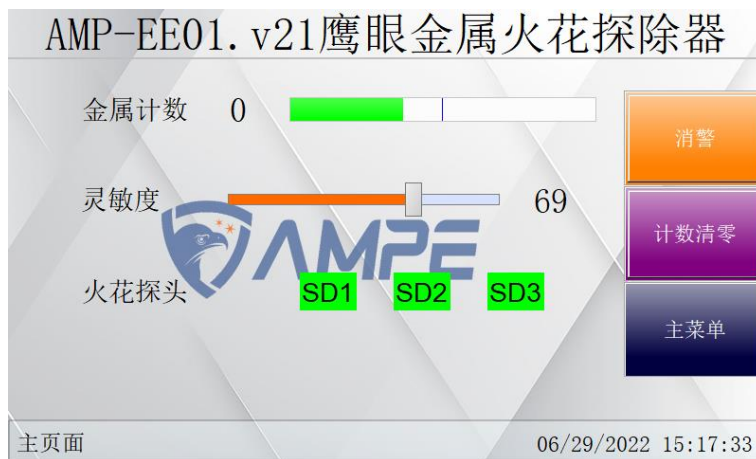 AMP-EE01.v21鹰眼金属火花探除器
金属计数 0
消警
灵敏度 69
计数清零
AMPE
火花探头 SD1 SD2 SD3
主菜单
主页面 06/29/2022 15:17:33